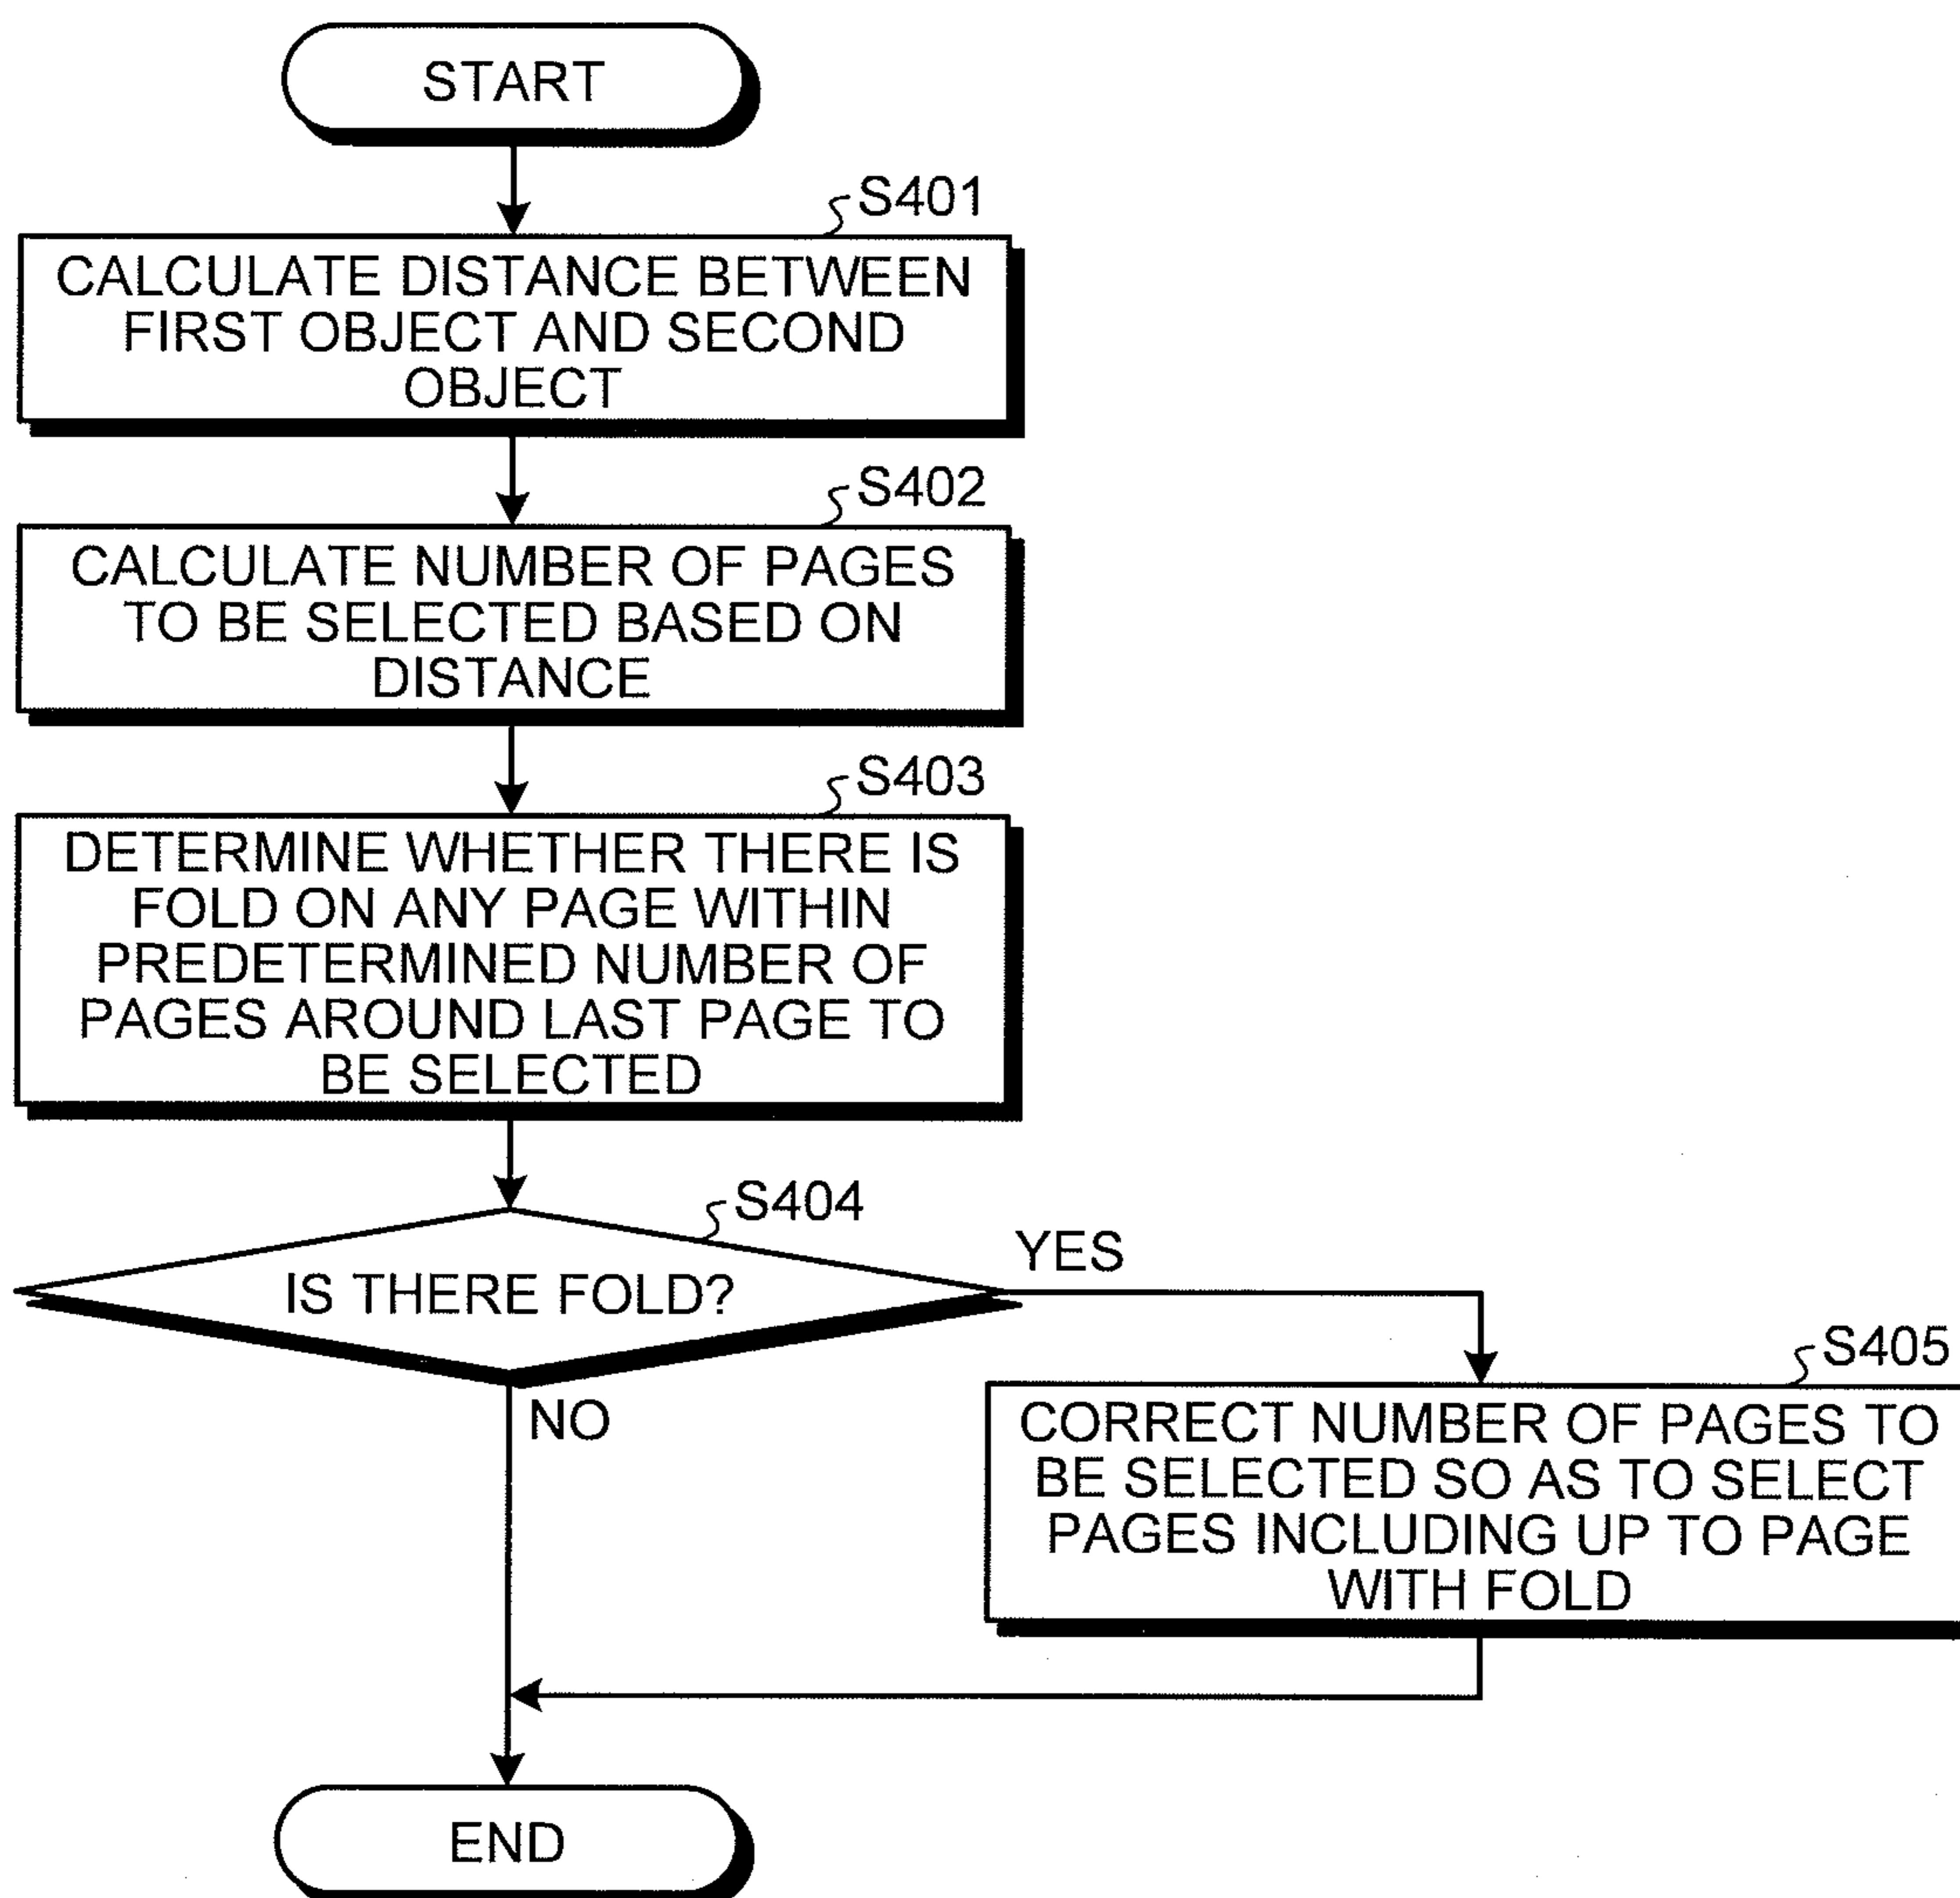 START
S401
CALCULATE DISTANCE BETWEEN
FIRST OBJECT AND SECOND
OBJECT
S402
CALCULATE NUMBER OF PAGES
TO BE SELECTED BASED ON
DISTANCE
S403
DETERMINE WHETHER THERE IS
FOLD ON ANY PAGE WITHIN
PREDETERMINED NUMBER OF
PAGES AROUND LAST PAGE TO
BE SELECTED
S404
IS THERE FOLD?
YES
NO
S405
CORRECT NUMBER OF PAGES TO
BE SELECTED SO AS TO SELECT
PAGES INCLUDING UP TO PAGE
WITH FOLD
END